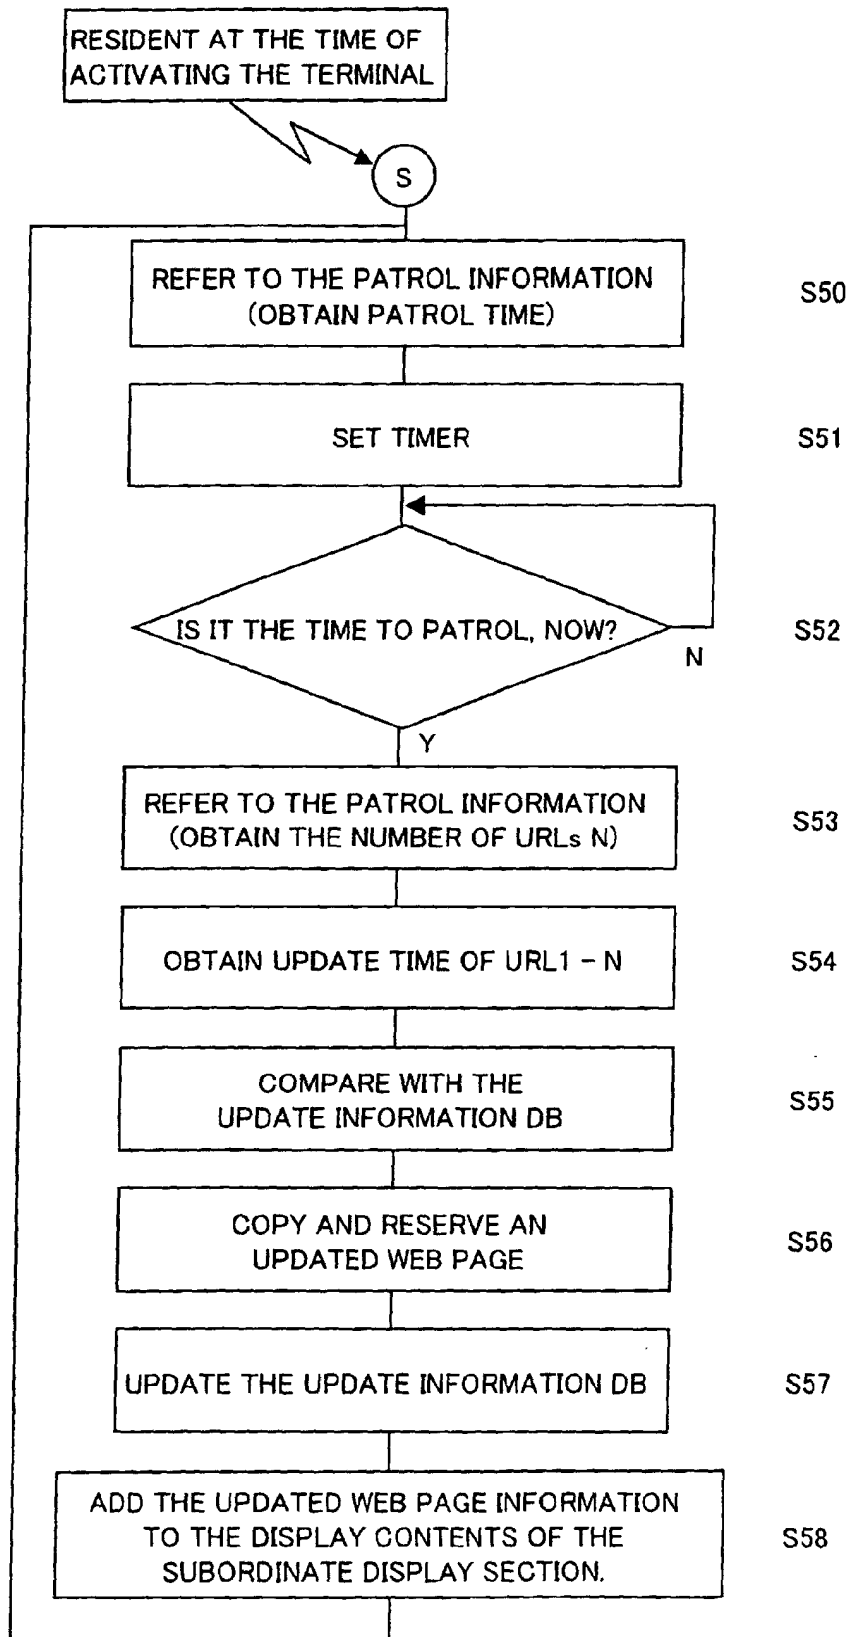 RESIDENT AT THE TIME OF
ACTIVATING THE TERMINAL
S
REFER TO THE PATROL INFORMATION
(OBTAIN PATROL TIME)
S50
SET TIMER
S51
IS IT THE TIME TO PATROL, NOW?
S52
N
Y
REFER TO THE PATROL INFORMATION
(OBTAIN THE NUMBER OF URLs N)
S53
OBTAIN UPDATE TIME OF URL1 - N
S54
COMPARE WITH THE
UPDATE INFORMATION DB
S55
COPY AND RESERVE AN
UPDATED WEB PAGE
S56
UPDATE THE UPDATE INFORMATION DB
S57
ADD THE UPDATED WEB PAGE INFORMATION
TO THE DISPLAY CONTENTS OF THE
SUBORDINATE DISPLAY SECTION.
S58